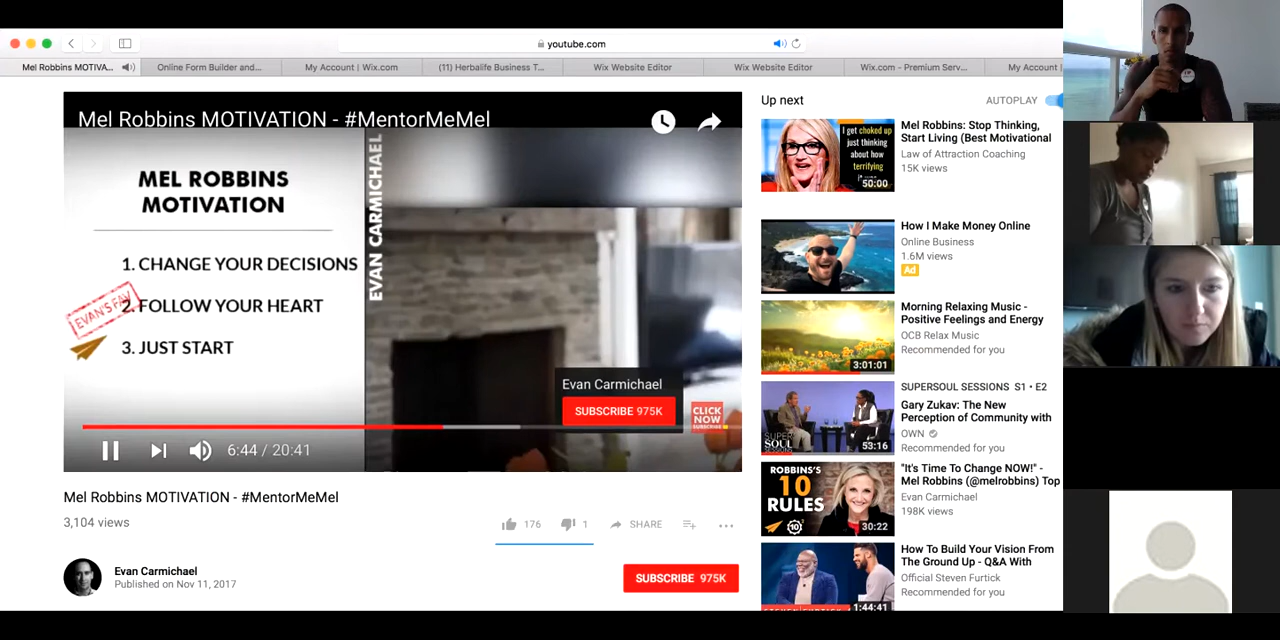 youtube.com
Mel Robbins MOTIVA...
Online Form Builder and...
My Account | Wix.com
(11) Herbalife Business T...
Wix Website Editor
Wix Website Editor
Wix.com - Premium Serv...
My Account |
Mel Robbins MOTIVATION - #MentorMeMel
MEL ROBBINS
MOTIVATION
1. CHANGE YOUR DECISIONS
EVAN'S FAV
2. FOLLOW YOUR HEART
3. JUST START
EVAN CARMICHAEL
Evan Carmichael
SUBSCRIBE 975K
CLICK
NOW
SUBSCRIBE
6:44 / 20:41
Mel Robbins MOTIVATION - #MentorMeMel
3,104 views
176
1
SHARE
Evan Carmichael
Published on Nov 11, 2017
SUBSCRIBE 975K
Up next
AUTOPLAY
I get choked up
just thinking
about how
terrifying
50:00
Mel Robbins: Stop Thinking,
Start Living (Best Motivational
Law of Attraction Coaching
15K views
How I Make Money Online
Online Business
1.6M views
Ad
3:01:01
Morning Relaxing Music -
Positive Feelings and Energy
OCB Relax Music
Recommended for you
SUPER
SOUL
53:16
SUPERSOUL SESSIONS S1 • E2
Gary Zukav: The New
Perception of Community with
OWN
Recommended for you
ROBBINS'S
10
RULES
10
30:22
"It's Time To Change NOW!" -
Mel Robbins (@melrobbins) Top
Evan Carmichael
198K views
1:44:41
How To Build Your Vision From
The Ground Up - Q&A With
Official Steven Furtick
Recommended for you